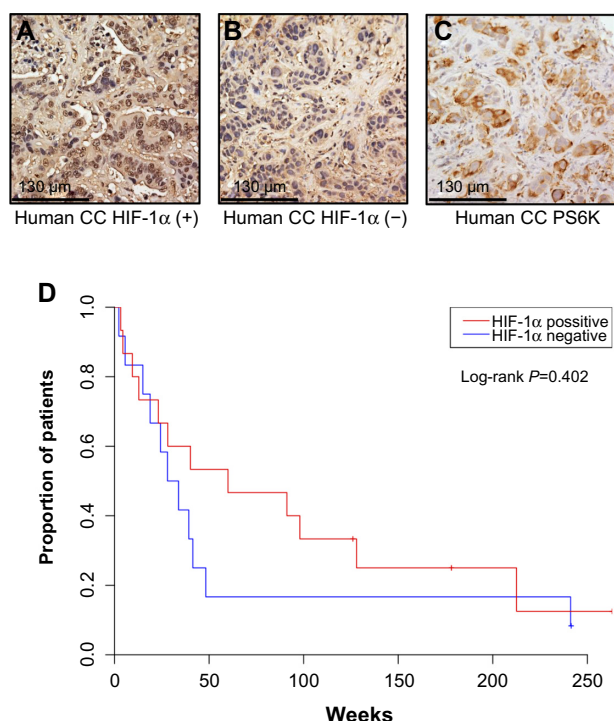 A
B
C
130 µm
130 µm
130 µm
Human CC HIF-1α (+)
Human CC HIF-1α (−)
Human CC PS6K
D
HIF-1α possitive
HIF-1α negative
Log-rank P=0.402
Proportion of patients
1.0
0.8
0.6
0.4
0.2
0.0
0
50
100
150
200
250
Weeks